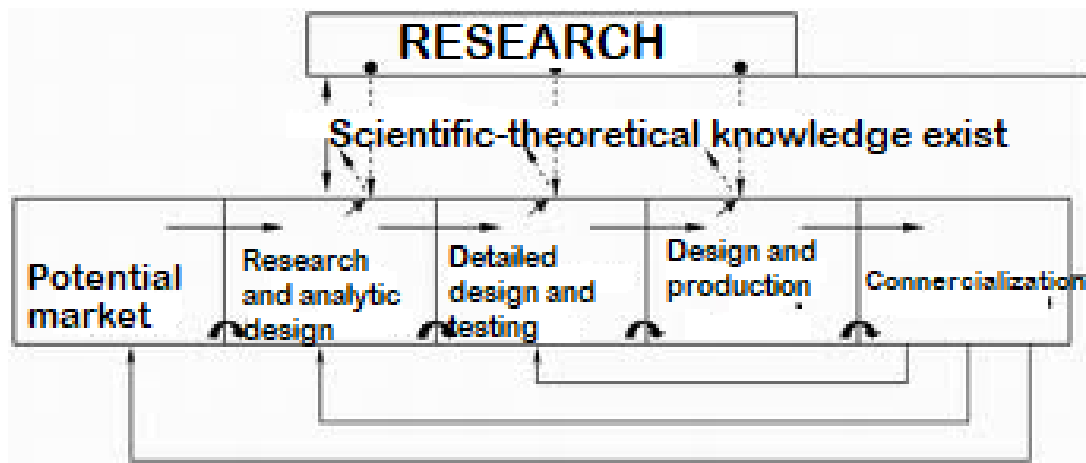 RESEARCH
Scientific-theoretical knowledge exist
Potential
market
Research
and analytic
design
Detailed
design and
testing
Design and
production
Connercialization